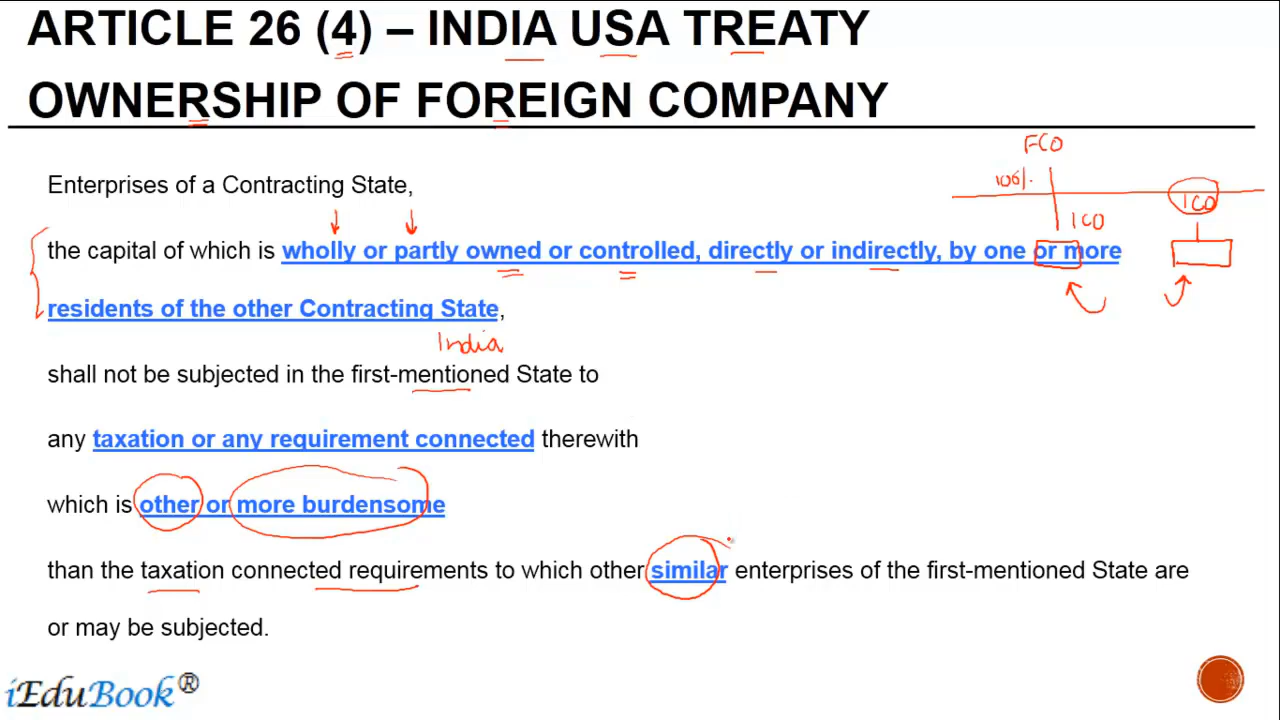 ARTICLE 26 (4) – INDIA USA TREATY
OWNERSHIP OF FOREIGN COMPANY
FCO
Enterprises of a Contracting State,
100%.
ICO
ICO
the capital of which is wholly or partly owned or controlled, directly or indirectly, by one or more
residents of the other Contracting State,
India
shall not be subjected in the first-mentioned State to
any taxation or any requirement connected therewith
which is other or more burdensome
than the taxation connected requirements to which other similar enterprises of the first-mentioned State are
or may be subjected.
iEduBook®